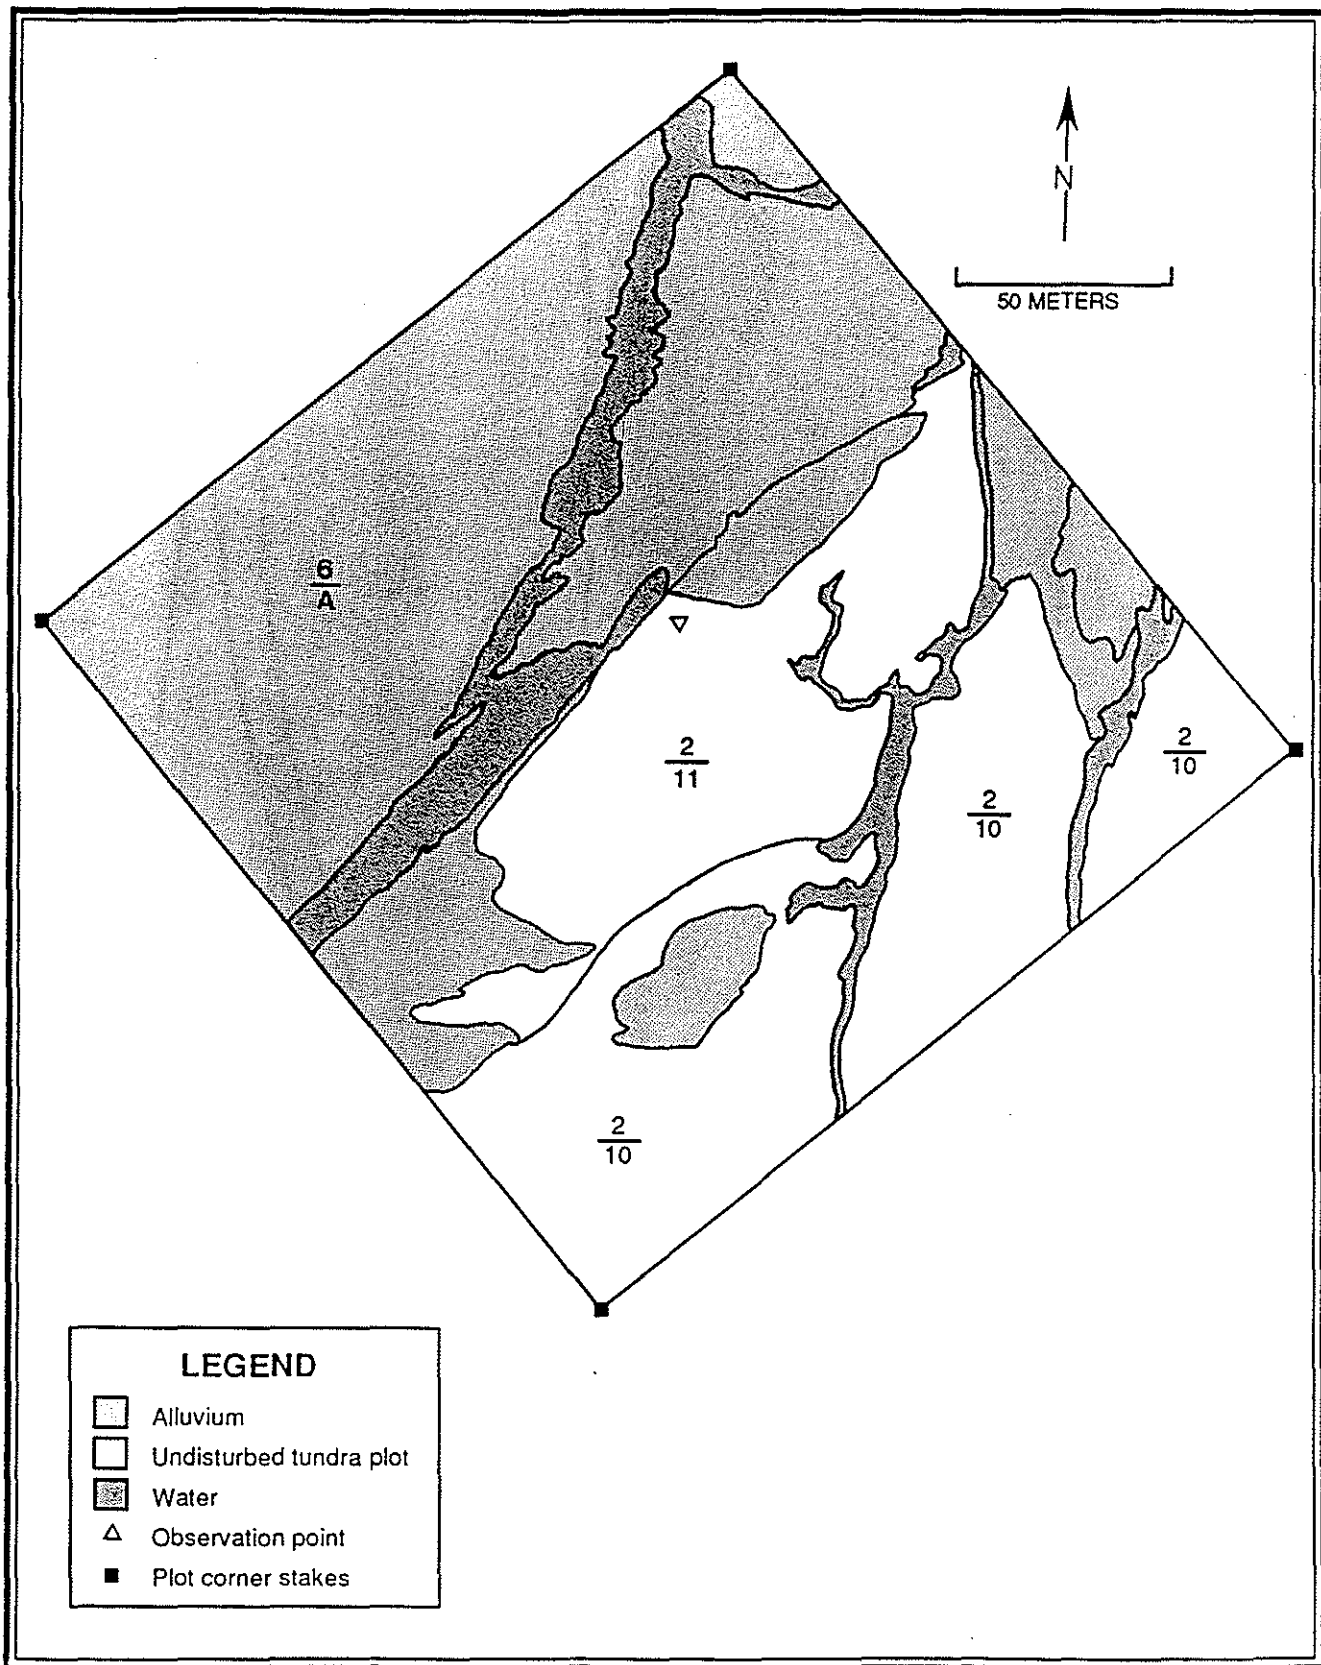 N
50 METERS
6
A
2
11
2
10
2
10
2
10
LEGEND
Alluvium
Undisturbed tundra plot
Water
Observation point
Plot corner stakes